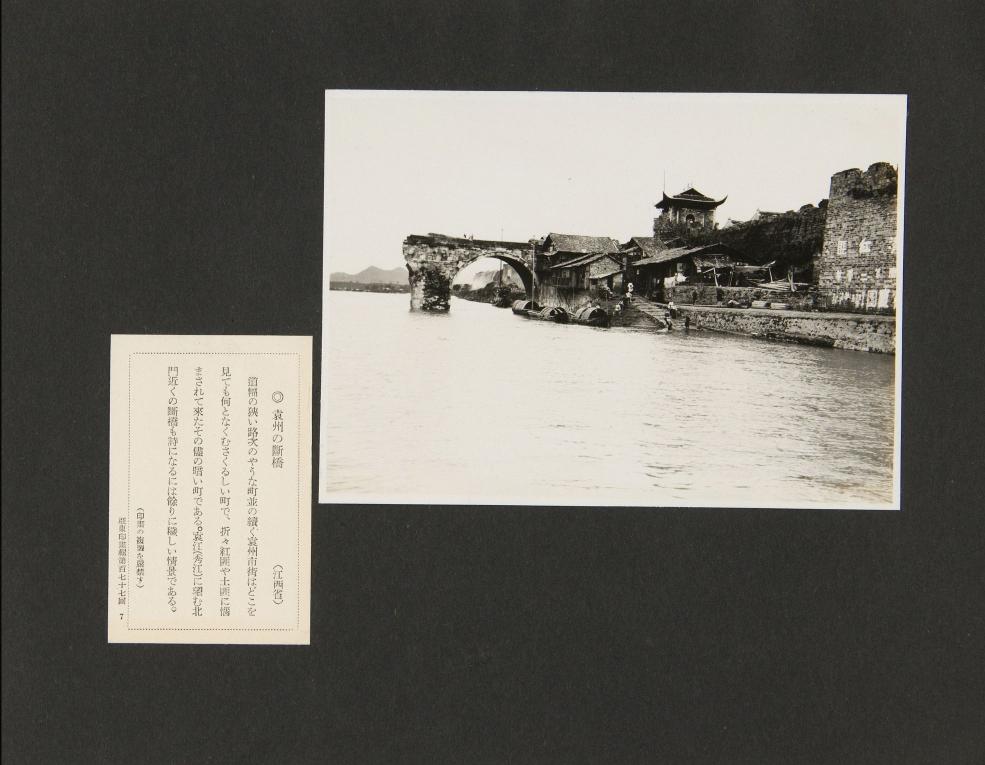 ◎ 袁州の斷橋
（江西省）
道幅の狹い路次のやうな町並の續く袁州市街はどこを
見ても何となくむさくるしい町で、折々紅匪や土匪に惱
まされて來たその儘の暗い町である。袁江(秀江)に望む北
門近くの斷橋も詩になるには餘りに穢しい情景である。
（印畫の複製を嚴禁す）
亞東印畫輯第百七十七回 7